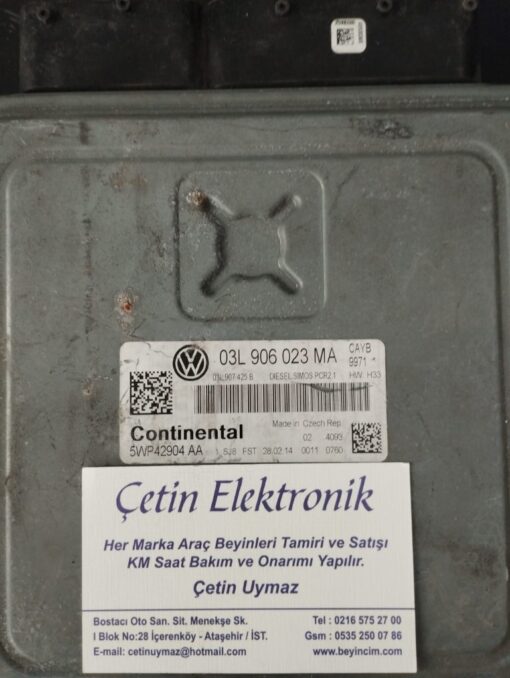 03L 906 023 MA CAYB
9971
03L 907 425 B DIESEL SIMOS PCR2.1 HW: H33
Made in Czech Rep.
Continental 02 4093
5WP42904 AA FST 28.02.14 0011 0760
Çetin Elektronik
Her Marka Araç Beyinleri Tamiri ve Satışı
KM Saat Bakım ve Onarımı Yapılır.
Çetin Uymaz
Bostacı Oto San. Sit. Menekşe Sk. Tel : 0216 575 27 00
I Blok No:28 İçerenköy - Ataşehir / İST. Gsm : 0535 250 07 86
E-mail: cetinuymaz@hotmail.com www.beyincim.com